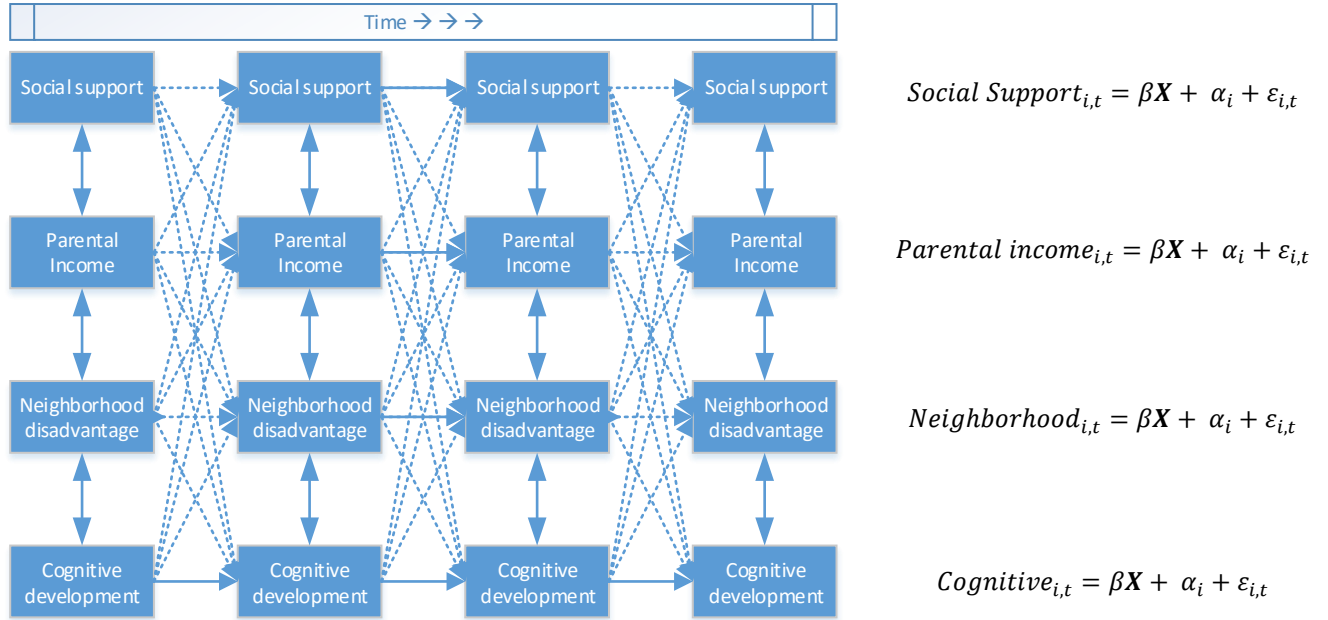 Time → → →
Social support Social support Social support Social support
Social Support_{i,t} = βX + α_i + ε_{i,t}
Parental Parental Parental Parental
Income Income Income Income
Parental income_{i,t} = βX + α_i + ε_{i,t}
Neighborhood Neighborhood Neighborhood Neighborhood
disadvantage disadvantage disadvantage disadvantage
Neighborhood_{i,t} = βX + α_i + ε_{i,t}
Cognitive Cognitive Cognitive Cognitive
development development development development
Cognitive_{i,t} = βX + α_i + ε_{i,t}